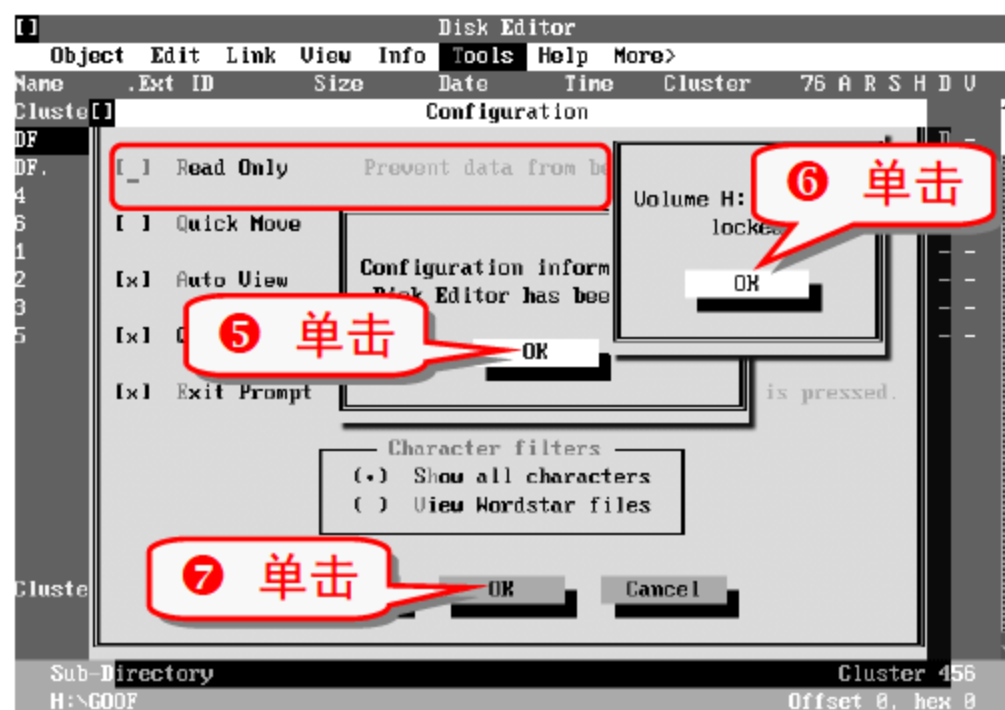 [] Disk Editor
Object Edit Link View Info Tools Help More>
Name .Ext ID Size Date Time Cluster 76 A R S H D V
Cluste [] Configuration
DF
DF. [_] Read Only Prevent data from
4
6 [ ] Quick Move
1
2 [x] Auto View
3
5 [x]
[x] Exit Prompt is pressed.
Volume H:
locked
OK
❻ 单击
Configuration inform
Disk Editor has bee
OK
❺ 单击
Character filters
(•) Show all characters
( ) View Wordstar files
Cluste
❼ 单击
OK Cancel
Sub-Directory Cluster 456
H:\GOOF Offset 0, hex 0